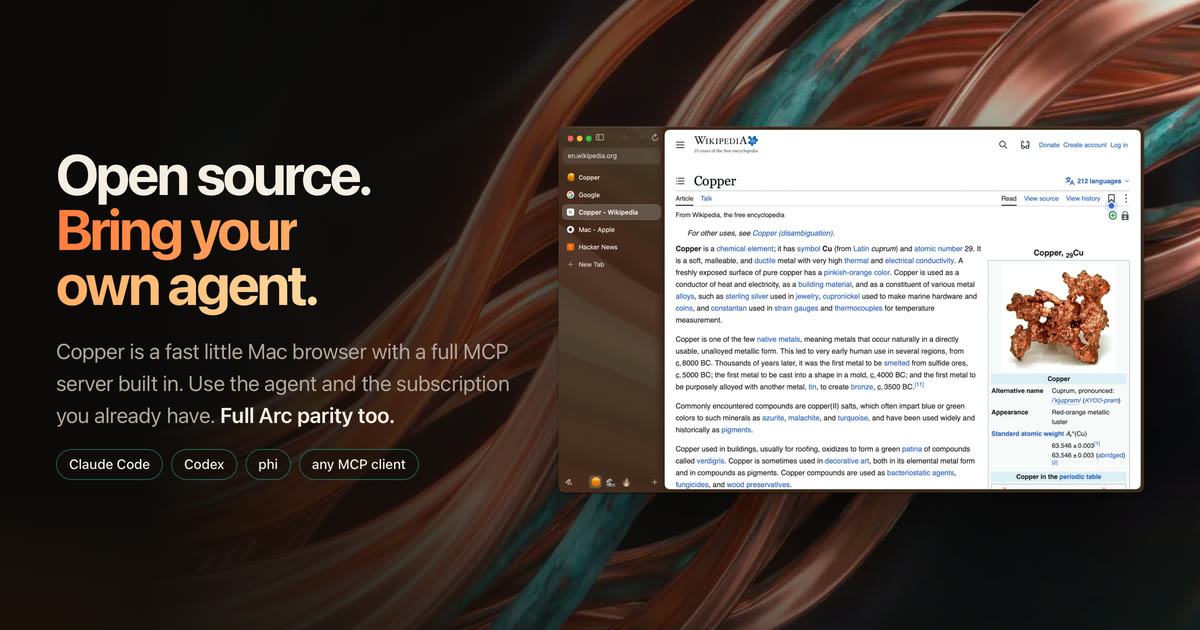 Open source.
Bring your
own agent.
Copper is a fast little Mac browser with a full MCP
server built in. Use the agent and the subscription
you already have. Full Arc parity too.
Claude Code
Codex
phi
any MCP client
en.wikipedia.org
Copper
Google
Copper - Wikipedia
Mac - Apple
Hacker News
+ New Tab
WIKIPEDIA
25 years of the free encyclopedia
Donate Create account Log in
Copper
212 languages
Article Talk
Read View source View history
From Wikipedia, the free encyclopedia
For other uses, see Copper (disambiguation).
Copper is a chemical element; it has symbol Cu (from Latin cuprum) and atomic number 29. It
is a soft, malleable, and ductile metal with very high thermal and electrical conductivity. A
freshly exposed surface of pure copper has a pinkish-orange color. Copper is used as a
conductor of heat and electricity, as a building material, and as a constituent of various metal
alloys, such as sterling silver used in jewelry, cupronickel used to make marine hardware and
coins, and constantan used in strain gauges and thermocouples for temperature
measurement.
Copper is one of the few native metals, meaning metals that occur naturally in a directly
usable, unalloyed metallic form. This led to very early human use in several regions, from
c. 8000 BC. Thousands of years later, it was the first metal to be smelted from sulfide ores,
c. 5000 BC; the first metal to be cast into a shape in a mold, c. 4000 BC; and the first metal to
be purposely alloyed with another metal, tin, to create bronze, c. 3500 BC.[11]
Commonly encountered compounds are copper(II) salts, which often impart blue or green
colors to such minerals as azurite, malachite, and turquoise, and have been used widely and
historically as pigments.
Copper used in buildings, usually for roofing, oxidizes to form a green patina of compounds
called verdigris. Copper is sometimes used in decorative art, both in its elemental metal form
and in compounds as pigments. Copper compounds are used as bacteriostatic agents,
fungicides, and wood preservatives.
Copper, 29Cu
Copper
Alternative name Cuprum, pronounced:
/ˈkjuprəm/ (KYOO-prəm)
Appearance Red-orange metallic
luster
Standard atomic weight Ar°(Cu)
63.546 ± 0.003[1]
63.546 ± 0.003 (abridged)
[2]
Copper in the periodic table